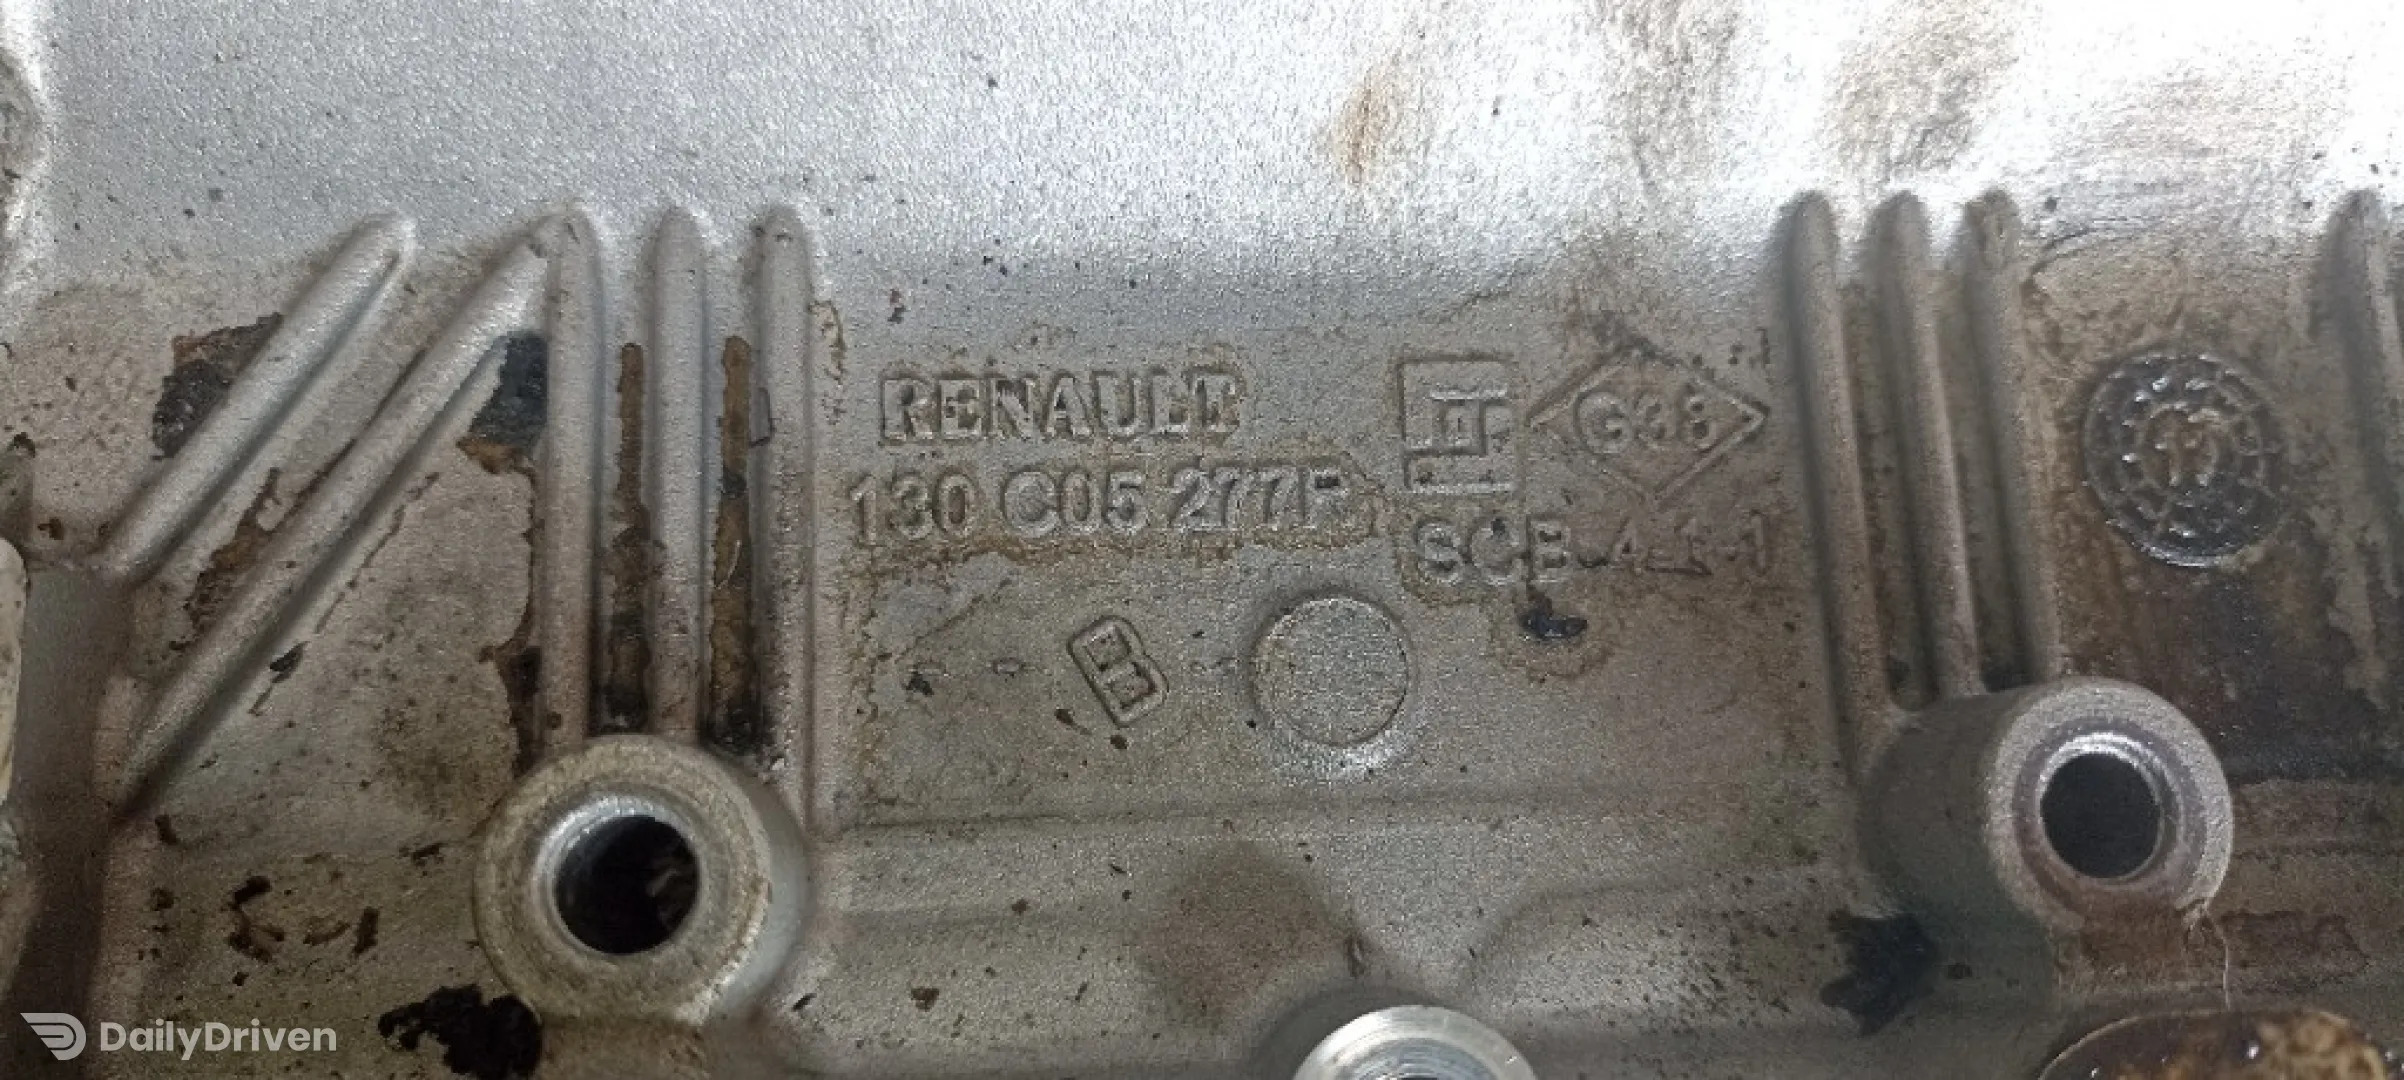 RENAULT
G38
130 C05 277R
SCB-4-1-1
DailyDriven